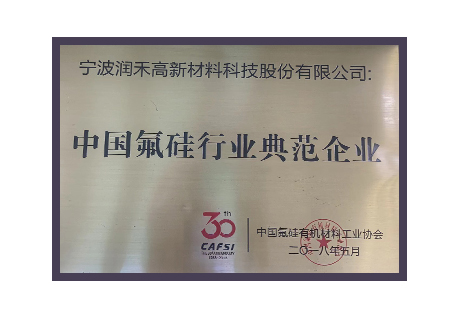 宁波润禾高新材料科技股份有限公司:
中国氟硅行业典范企业
30th
CAFSI
中国氟硅有机材料工业协会
二〇一八年五月